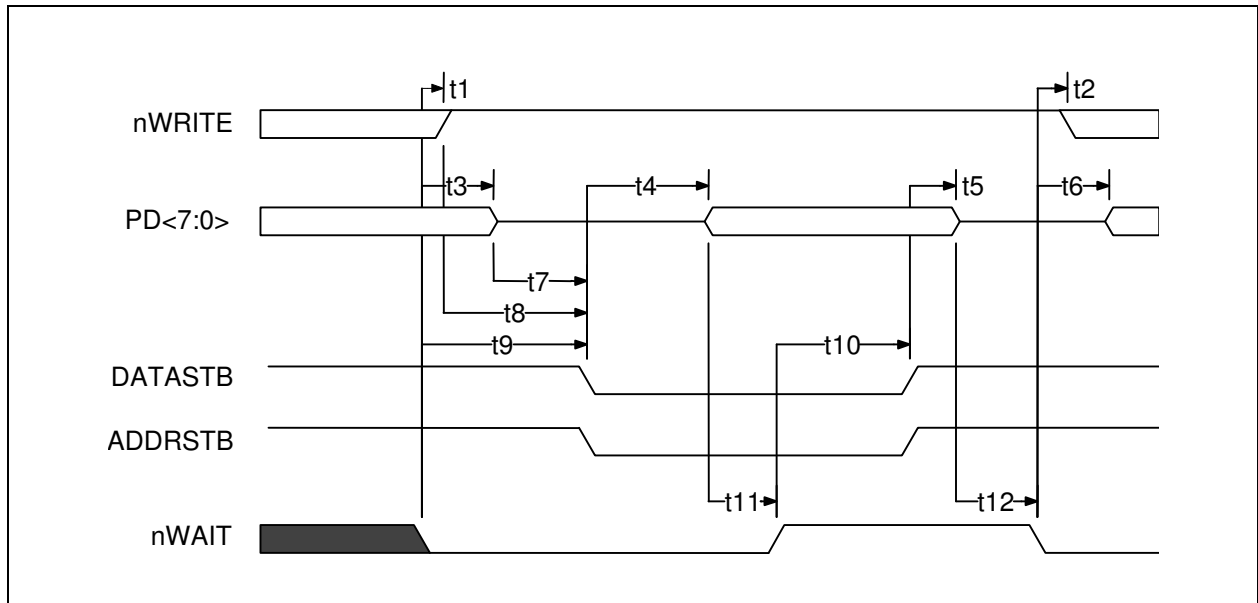 t1
t2
nWRITE
t3
t4
t5
t6
PD<7:0>
t7
t8
t9
t10
DATASTB
ADDRSTB
t11
t12
nWAIT